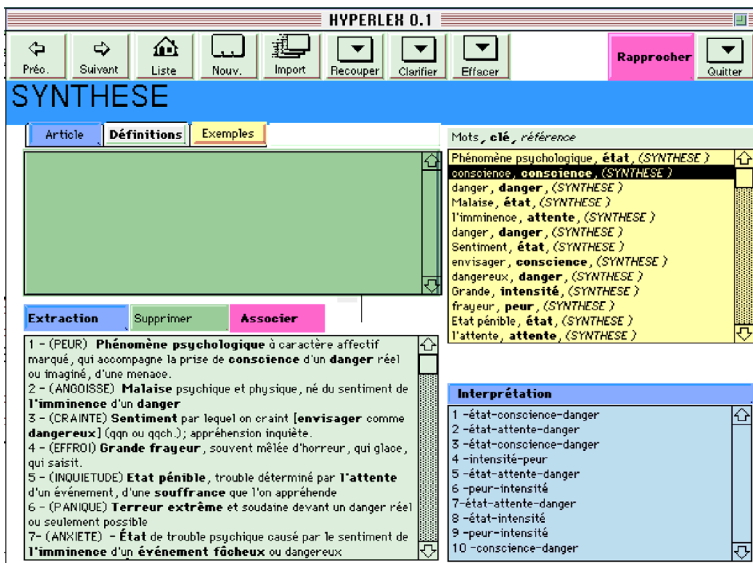 HYPERLEX 0.1
Préc. Suivant Liste Nouv. Import Recouper Clarifier Effacer Rapprocher Quitter
SYNTHESE
Article Définitions Exemples
Mots, clé, référence
Phénomène psychologique, état, (SYNTHESE )
conscience, conscience, (SYNTHESE )
danger, danger, (SYNTHESE )
Malaise, état, (SYNTHESE )
l'imminence, attente, (SYNTHESE )
danger, danger, (SYNTHESE )
Sentiment, état, (SYNTHESE )
envisager, conscience, (SYNTHESE )
dangereux, danger, (SYNTHESE )
Grande, intensité, (SYNTHESE )
frayeur, peur, (SYNTHESE )
Etat pénible, état, (SYNTHESE )
l'attente, attente, (SYNTHESE )
Extraction Supprimer Associer
1 - (PEUR) Phénomène psychologique à caractère affectif
marqué, qui accompagne la prise de conscience d'un danger réel
ou imaginé, d'une menace.
2 - (ANGOISSE) Malaise psychique et physique, né du sentiment de
l'imminence d'un danger
3 - (CRAINTE) Sentiment par lequel on craint [envisager comme
dangereux] (qqn ou qqch.); appréhension inquiète.
4 - (EFFROI) Grande frayeur, souvent mêlée d'horreur, qui glace,
qui saisit.
5 - (INQUIETUDE) Etat pénible, trouble déterminé par l'attente
d'un événement, d'une souffrance que l'on appréhende
6 - (PANIQUE) Terreur extrême et soudaine devant un danger réel
ou seulement possible
7- (ANXIETE) - État de trouble psychique causé par le sentiment de
l'imminence d'un événement fâcheux ou dangereux
Interprétation
1 -état-conscience-danger
2 -état-attente-danger
3 -état-conscience-danger
4 -intensité-peur
5 -état-attente-danger
6 -peur-intensité
7-état-attente-danger
8 -état-intensité
9 -peur-intensité
10 -conscience-danger